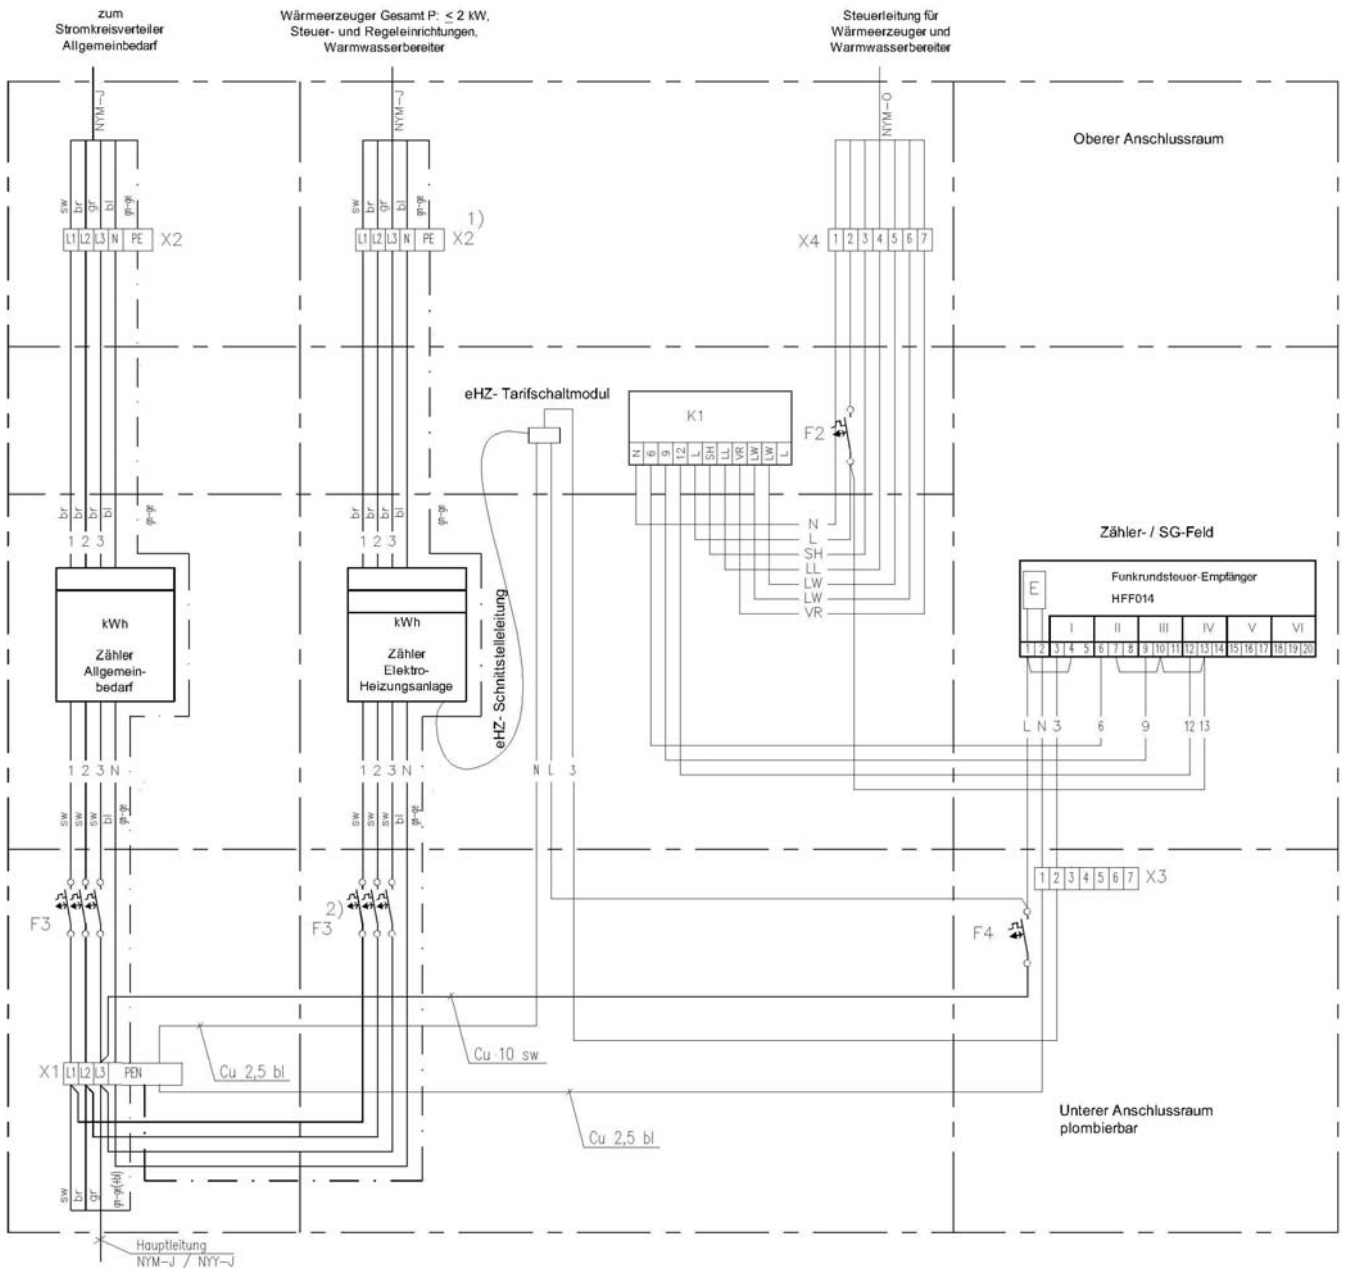 zum
Stromkreisverteiler
Allgemeinbedarf
Wärmeerzeuger Gesamt P: ≤ 2 kW,
Steuer- und Regeleinrichtungen,
Warmwasserbereiter
Steuerleitung für
Wärmeerzeuger und
Warmwasserbereiter
NYM-J
NYM-J
NYM-O
Oberer Anschlussraum
sw br gr bl gn-ge
sw br gr bl gn-ge
L1 L2 L3 N PE X2
L1 L2 L3 N PE X2 1)
X4 1 2 3 4 5 6 7
eHZ- Tarifschaltmodul
K1
N 6 9 12 L SH LL VR LW LW L
F2
br br br bl gn-ge
br br br bl gn-ge
1 2 3
1 2 3
N
L
SH
LL
LW
LW
VR
Zähler- / SG-Feld
E
Funkrundsteuer-Empfänger
HFF014
I II III IV V VI
1 2 3 4 5 6 7 8 9 10 11 12 13 14 15 16 17 18 19 20
kWh
Zähler
Allgemein-
bedarf
kWh
Zähler
Elektro-
Heizungsanlage
eHZ- Schnittstelleleitung
L N 3 6 9 12 13
1 2 3 N
1 2 3 N
N L 3
sw sw sw bl gn-ge
sw sw sw bl gn-ge
1 2 3 4 5 6 7 X3
F3
2)
F3
F4
X1 L1 L2 L3 PEN
Cu 2,5 bl
Cu 10 sw
Cu 2,5 bl
Unterer Anschlussraum
plombierbar
sw br gr gn-ge(+bl)
Hauptleitung
NYM-J / NYY-J